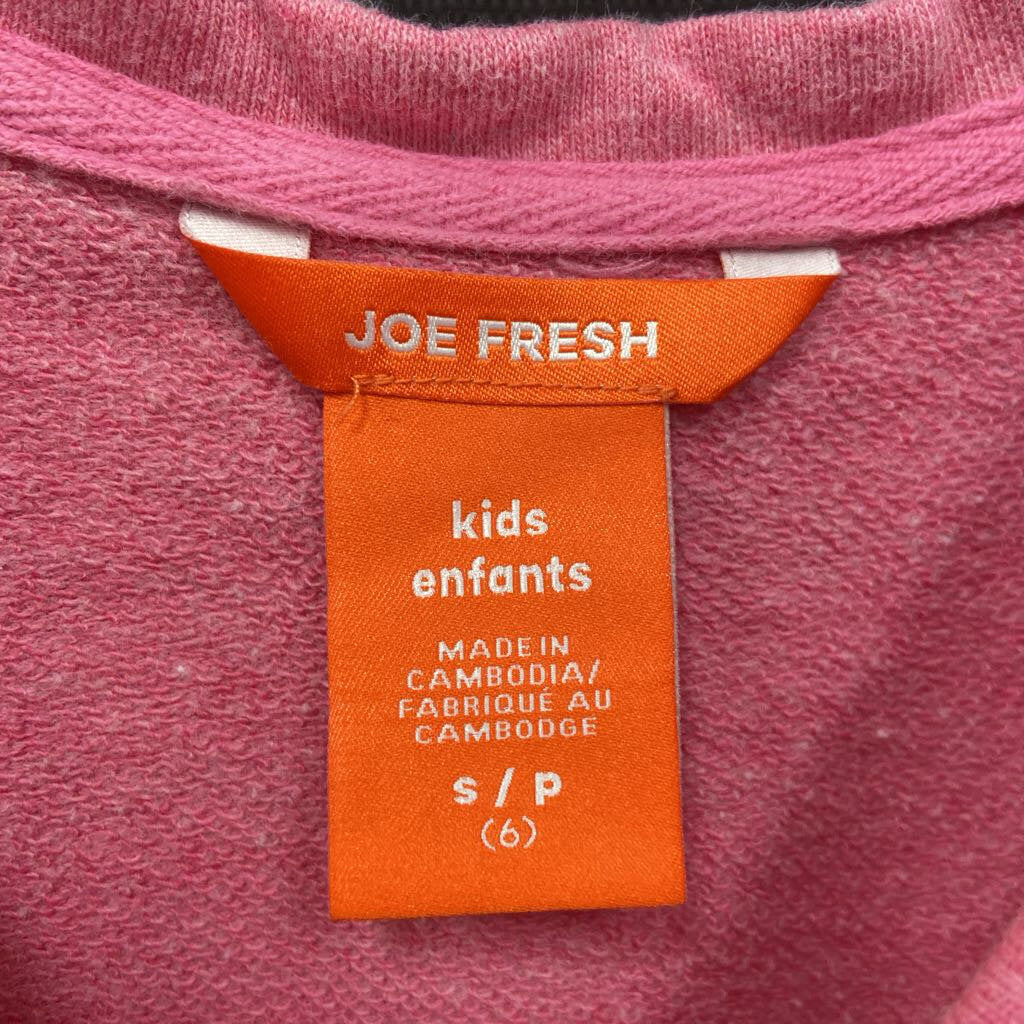 JOE FRESH
kids
enfants
MADE IN
CAMBODIA/
FABRIQUÉ AU
CAMBODGE
s / p
(6)